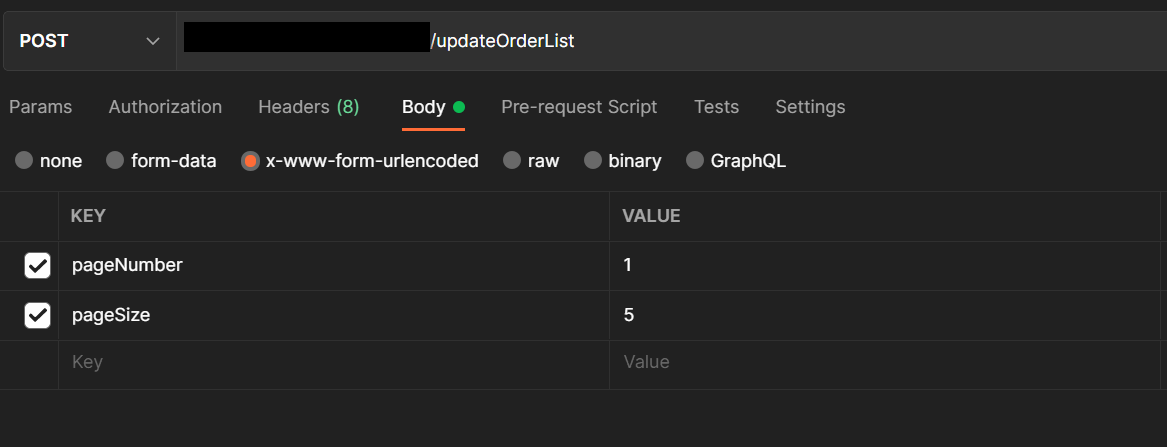 POST /updateOrderList
Params Authorization Headers (8) Body Pre-request Script Tests Settings
none form-data x-www-form-urlencoded raw binary GraphQL
KEY VALUE
pageNumber 1
pageSize 5
Key Value